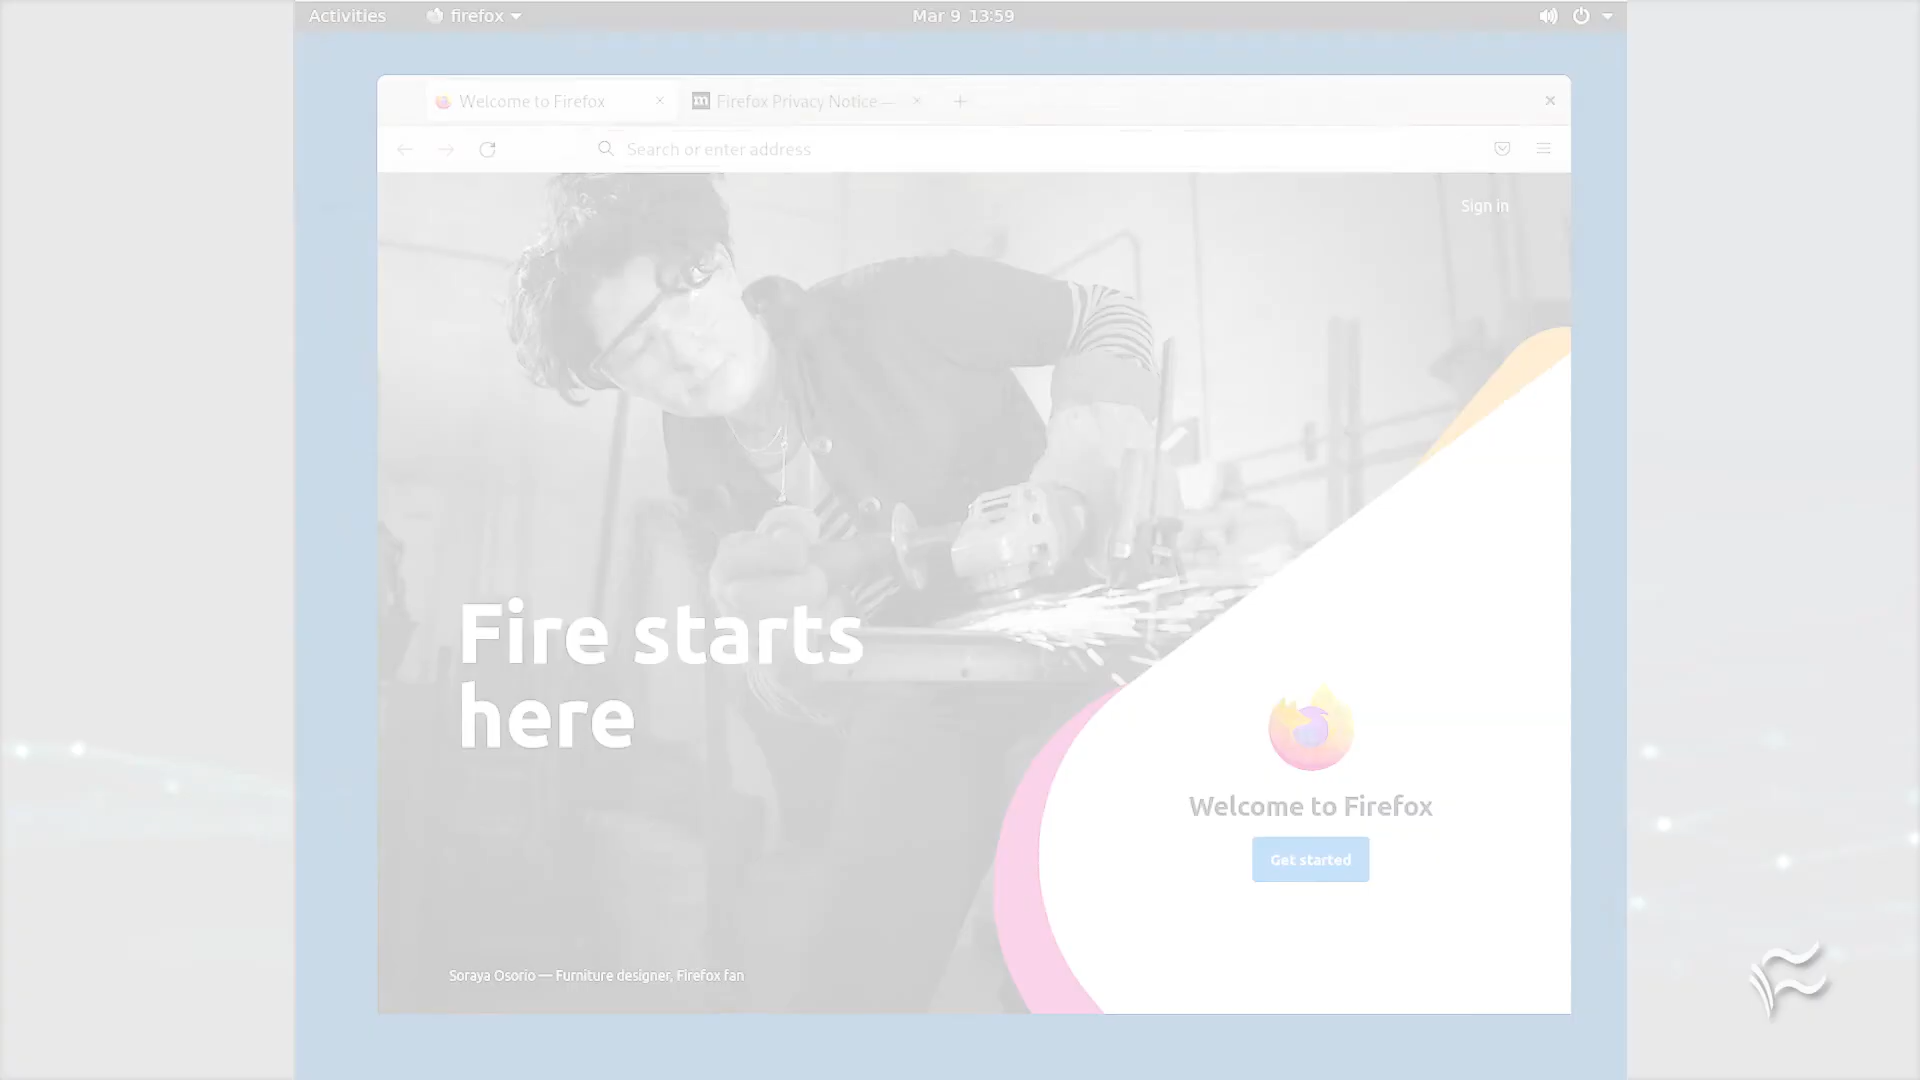 Activities firefox Mar 9 13:59
Welcome to Firefox Firefox Privacy Notice —
Search or enter address
Sign in
Fire starts
here
Welcome to Firefox
Get started
Soraya Osorio — Furniture designer, Firefox fan